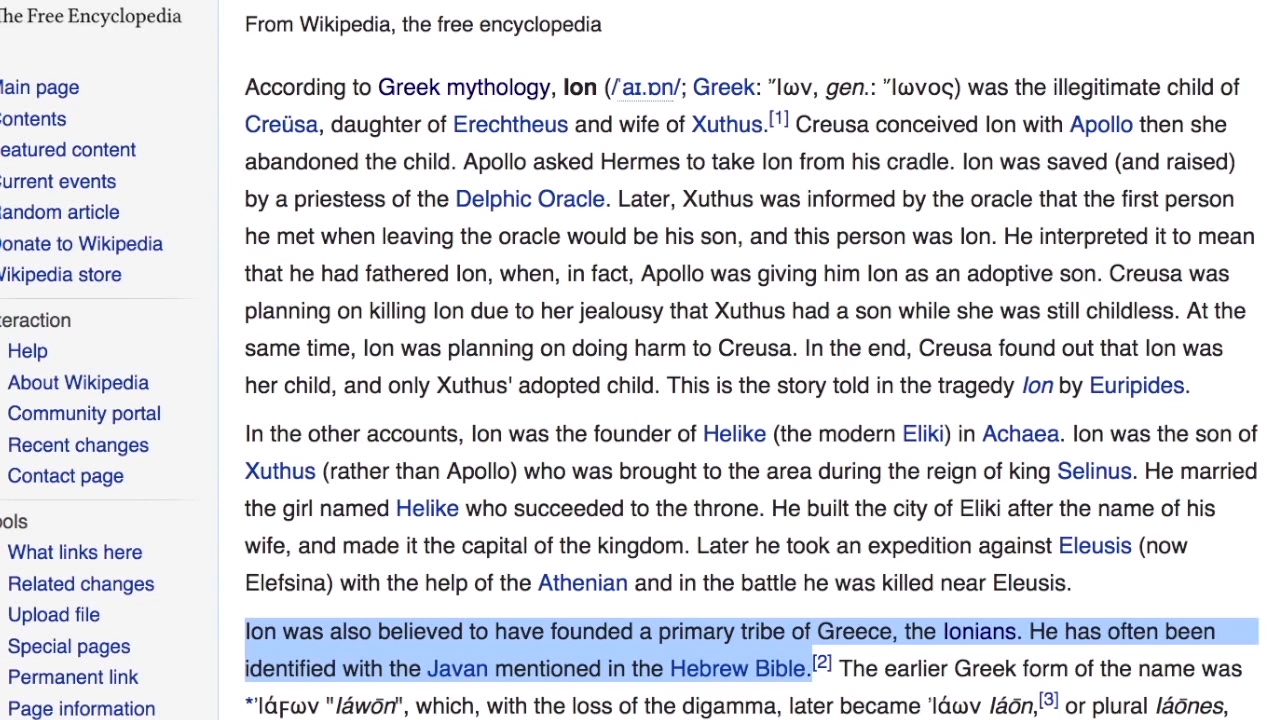 The Free Encyclopedia
Main page
Contents
Featured content
Current events
Random article
Donate to Wikipedia
Wikipedia store
Interaction
Help
About Wikipedia
Community portal
Recent changes
Contact page
Tools
What links here
Related changes
Upload file
Special pages
Permanent link
Page information
From Wikipedia, the free encyclopedia
According to Greek mythology, Ion (/ˈaɪ.ɒn/; Greek: Ἴων, gen.: Ἴωνος) was the illegitimate child of
Creüsa, daughter of Erechtheus and wife of Xuthus.[1] Creusa conceived Ion with Apollo then she
abandoned the child. Apollo asked Hermes to take Ion from his cradle. Ion was saved (and raised)
by a priestess of the Delphic Oracle. Later, Xuthus was informed by the oracle that the first person
he met when leaving the oracle would be his son, and this person was Ion. He interpreted it to mean
that he had fathered Ion, when, in fact, Apollo was giving him Ion as an adoptive son. Creusa was
planning on killing Ion due to her jealousy that Xuthus had a son while she was still childless. At the
same time, Ion was planning on doing harm to Creusa. In the end, Creusa found out that Ion was
her child, and only Xuthus' adopted child. This is the story told in the tragedy Ion by Euripides.
In the other accounts, Ion was the founder of Helike (the modern Eliki) in Achaea. Ion was the son of
Xuthus (rather than Apollo) who was brought to the area during the reign of king Selinus. He married
the girl named Helike who succeeded to the throne. He built the city of Eliki after the name of his
wife, and made it the capital of the kingdom. Later he took an expedition against Eleusis (now
Elefsina) with the help of the Athenian and in the battle he was killed near Eleusis.
Ion was also believed to have founded a primary tribe of Greece, the Ionians. He has often been
identified with the Javan mentioned in the Hebrew Bible.[2] The earlier Greek form of the name was
*Ἰάϝων "Iáwōn", which, with the loss of the digamma, later became Ἰάων Iáōn,[3] or plural Iáōnes,